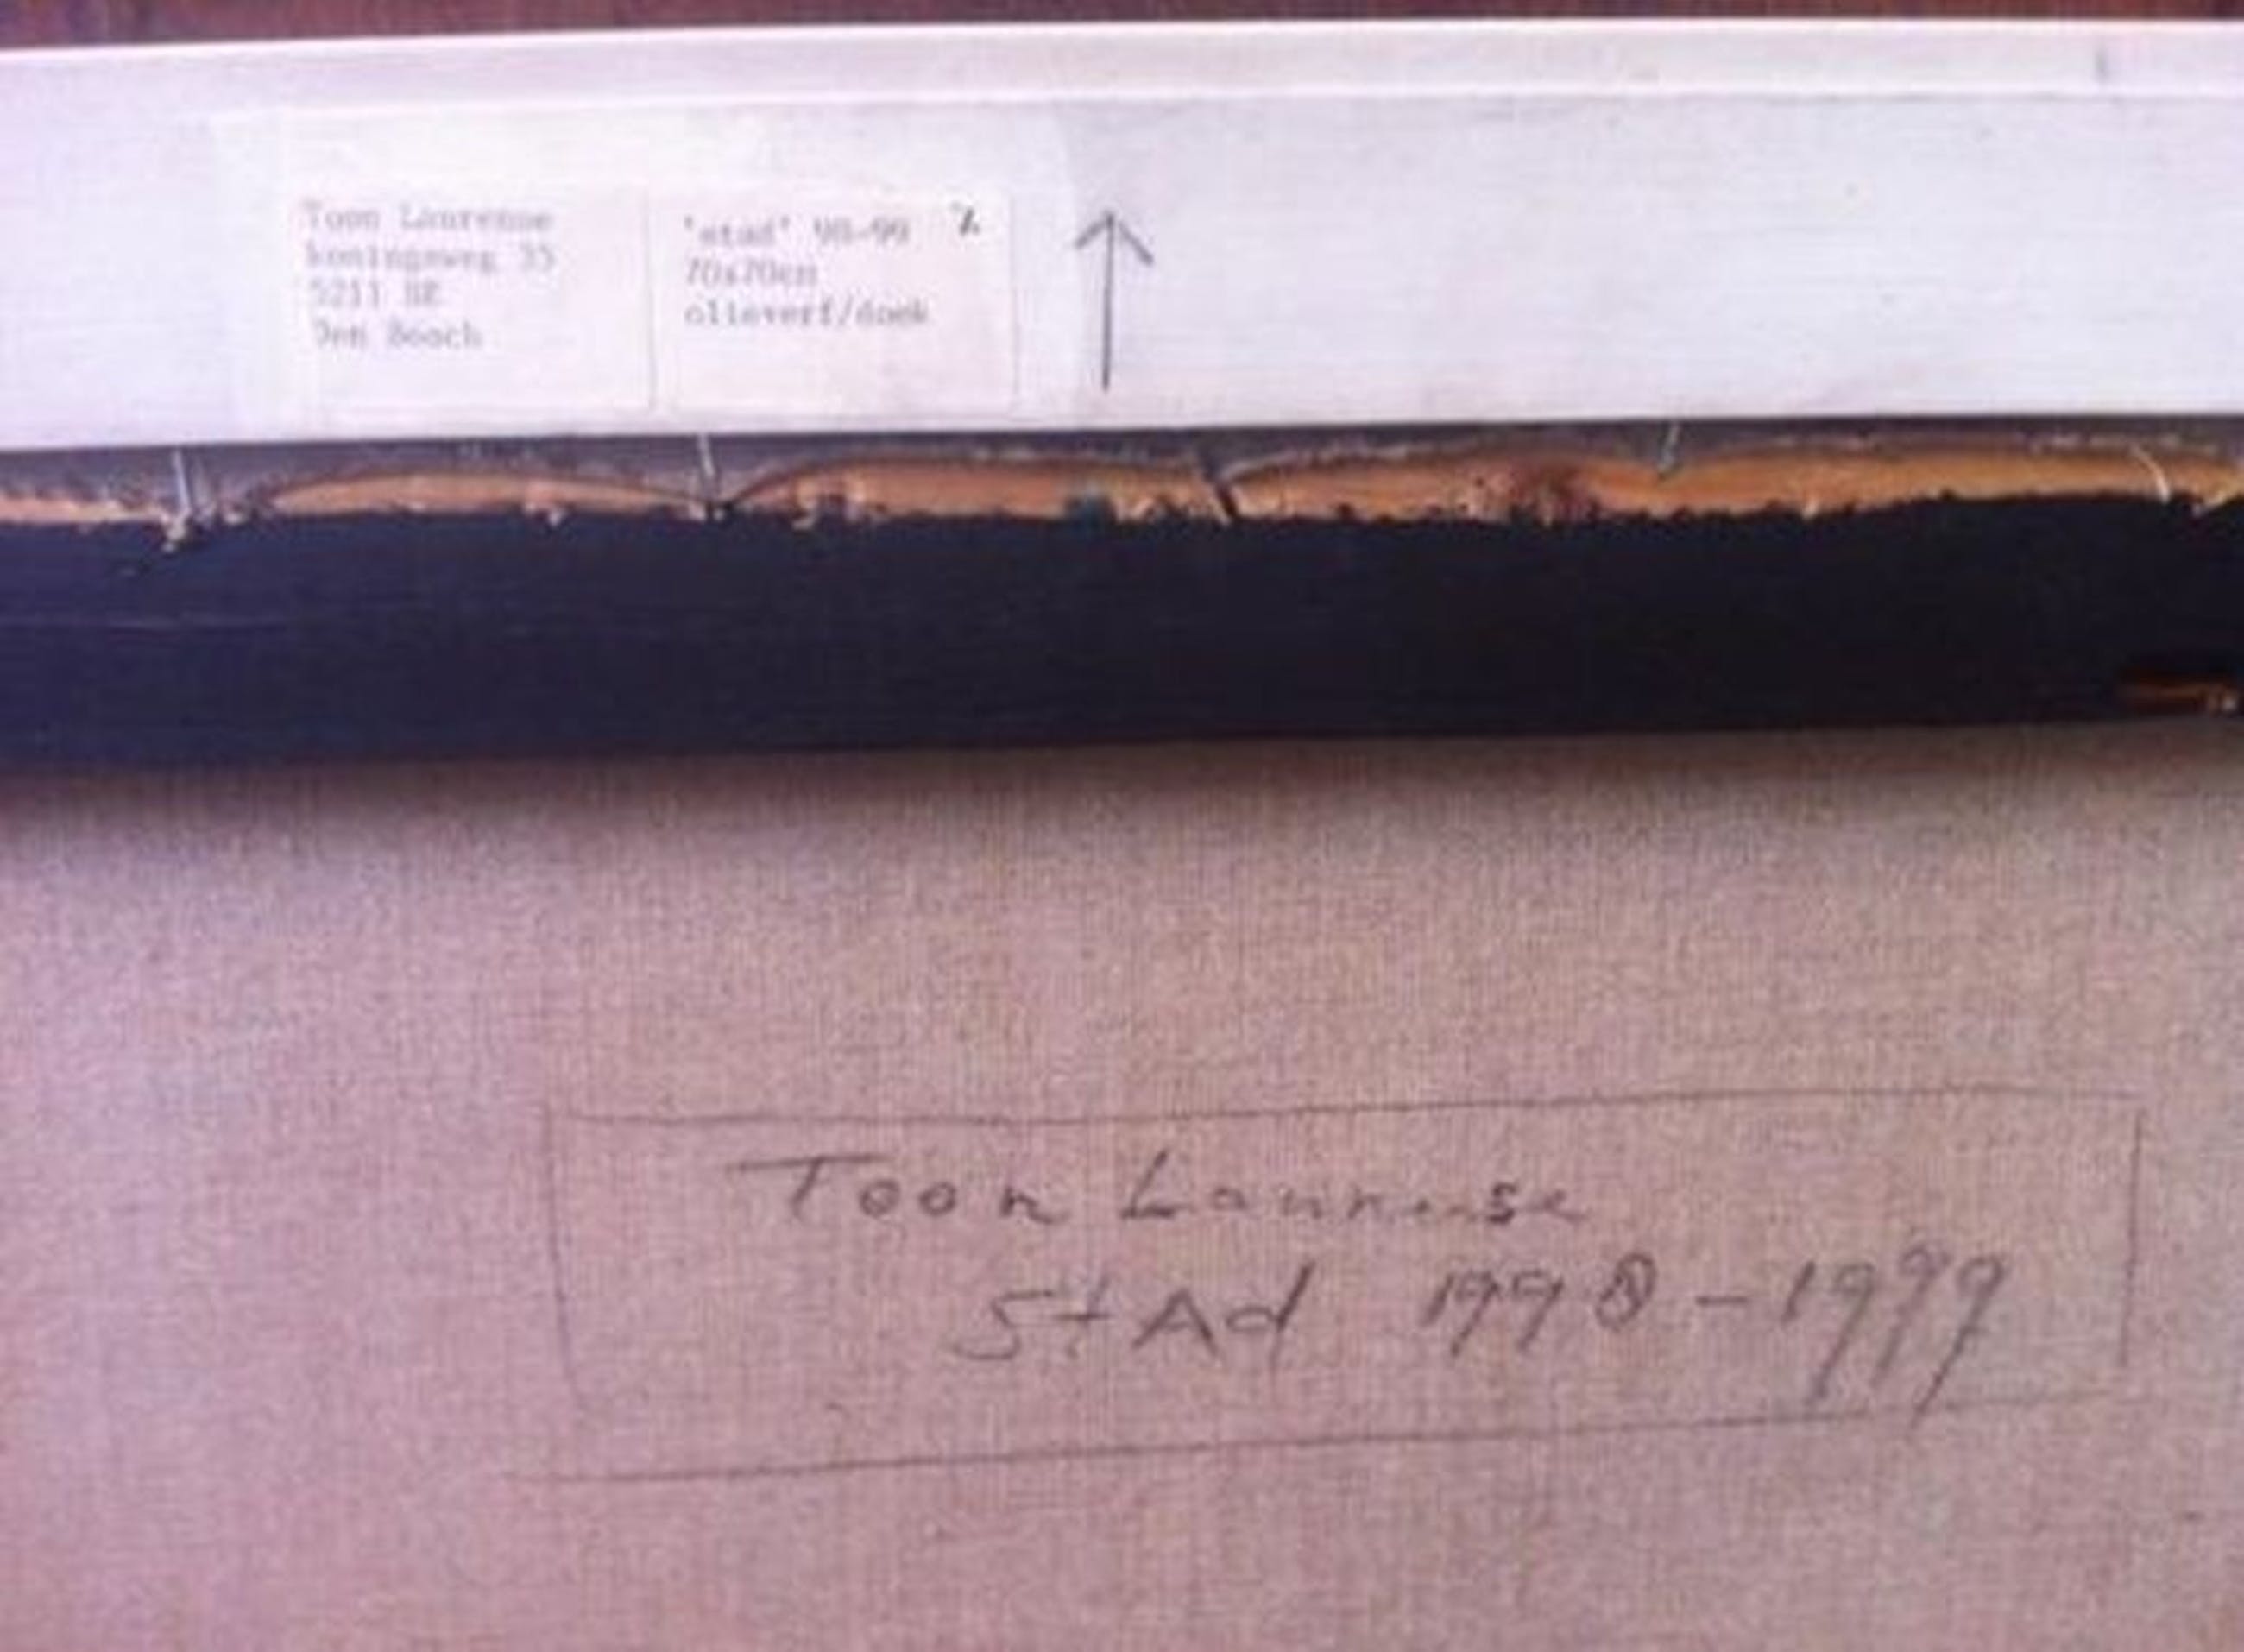 Toon Laurense
koningsweg 35
5211 BE
Den Bosch
'stad' 98-99
70x70cm
olieverf/doek
Toon Laurense
StAd 1998-1999